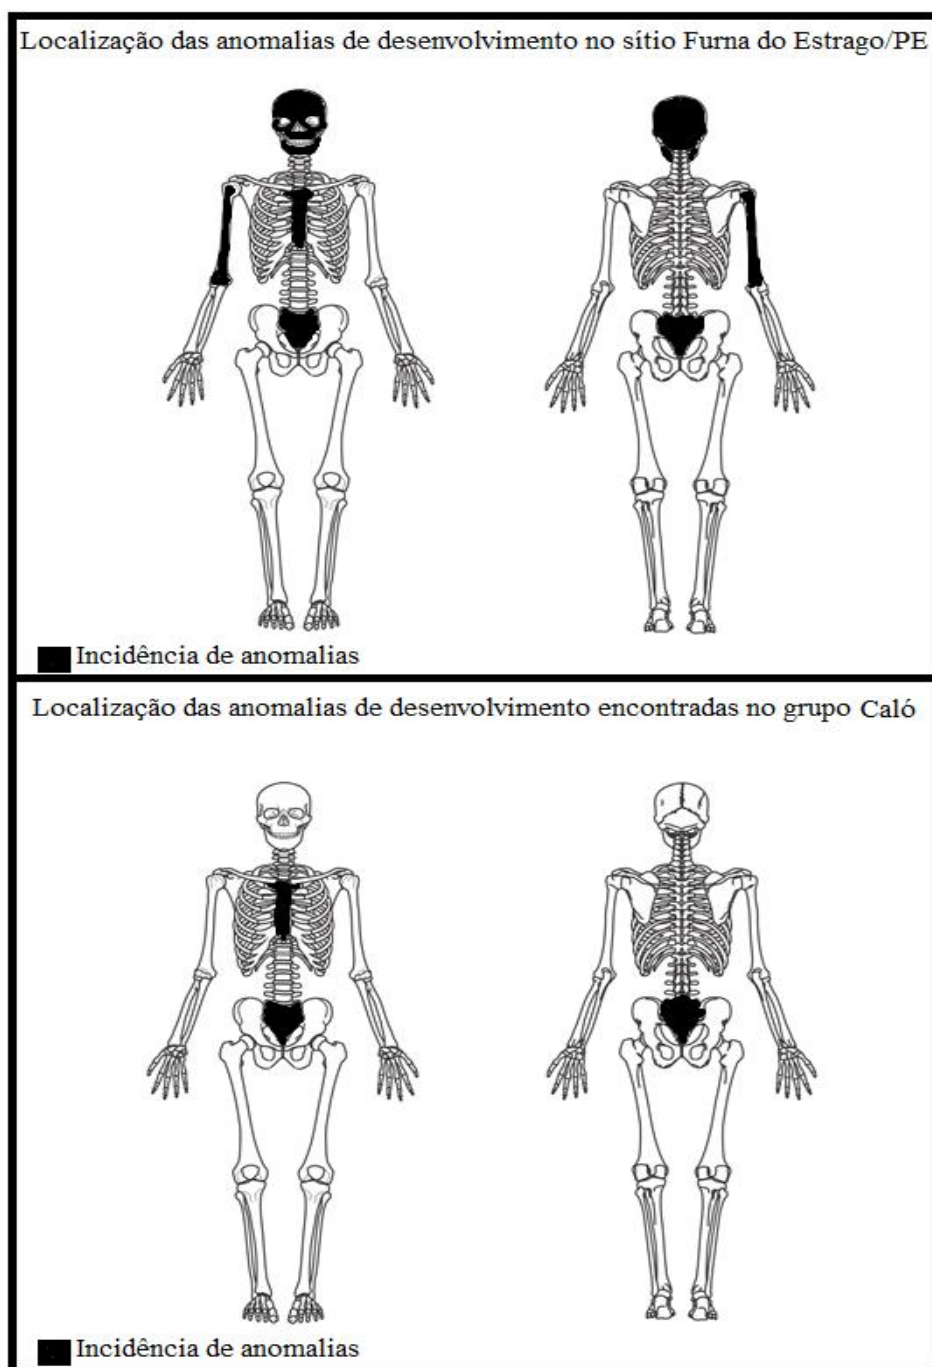 Localização das anomalias de desenvolvimento no sítio Furna do Estrago/PE
Incidência de anomalias
Localização das anomalias de desenvolvimento encontradas no grupo Caló
Incidência de anomalias